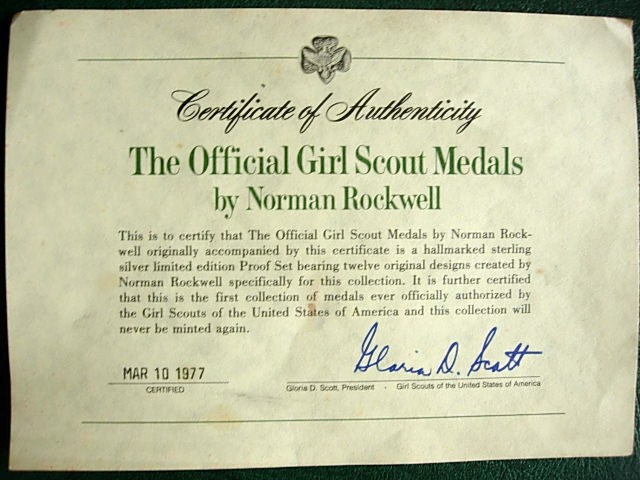 Certificate of Authenticity
The Official Girl Scout Medals
by Norman Rockwell
This is to certify that The Official Girl Scout Medals by Norman Rock-
well originally accompanied by this certificate is a hallmarked sterling
silver limited edition Proof Set bearing twelve original designs created by
Norman Rockwell specifically for this collection. It is further certified
that this is the first collection of medals ever officially authorized by
the Girl Scouts of the United States of America and this collection will
never be minted again.
Gloria D. Scott
MAR 10 1977
CERTIFIED
Gloria D. Scott, President - Girl Scouts of the United States of America